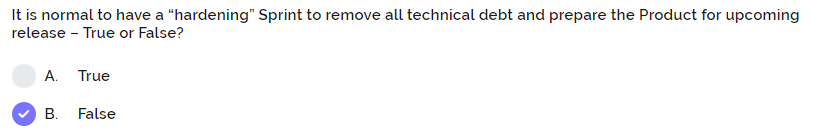 It is normal to have a “hardening” Sprint to remove all technical debt and prepare the Product for upcoming
release – True or False?
A. True
B. False